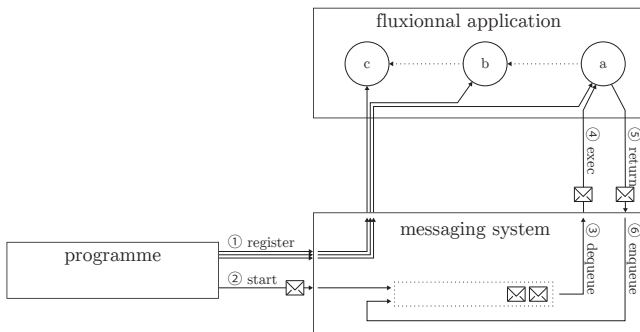 fluxionnal application
c
b
a
④ exec
⑤ return
① register
messaging system
programme
② start
③ dequeue
⑥ enqueue